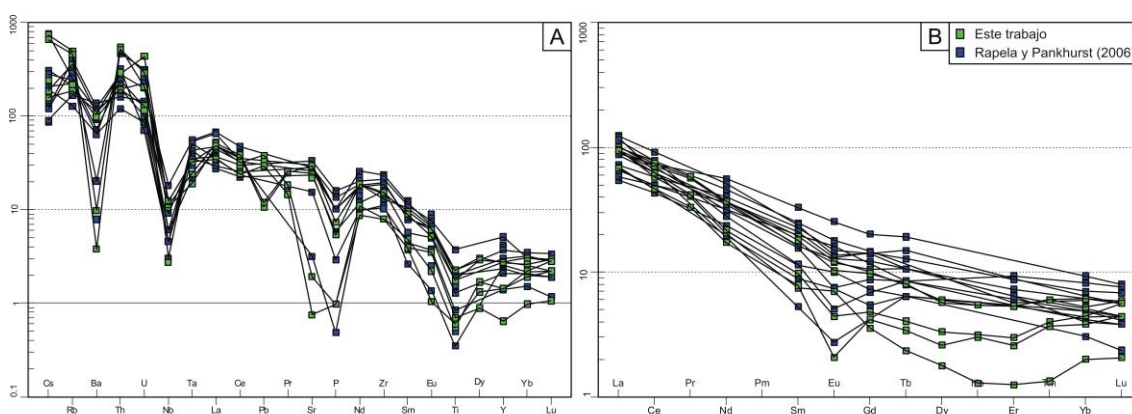 1000
100
10
1
0.1
A
Cs Ba Th U Nb Ta La Ce Pb Pr Sr P Nd Zr Sm Eu Ti Dy Y Yb Lu
Rb
100
10
1
B
Este trabajo
Rapela y Pankhurst (2006)
La Pr Pm Eu Tb Lu
Ce Nd Sm Gd Dy Er Yb